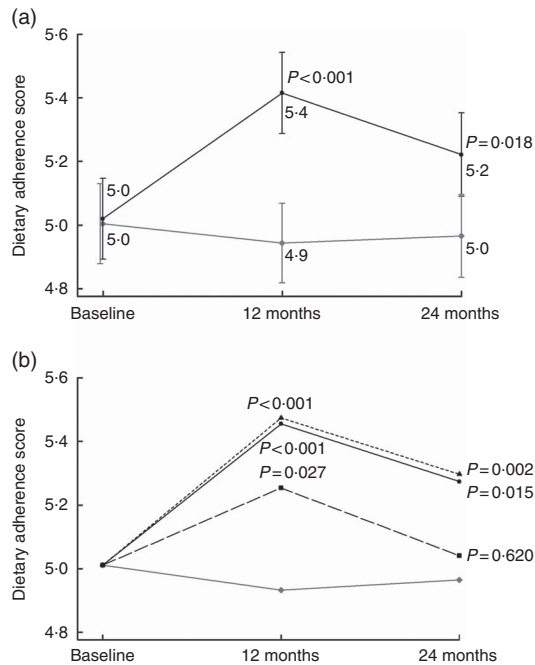 (a)
5·6
5·4
5·2
5·0
4·8
Dietary adherence score
P<0·001
5·4
P=0·018
5·2
5·0
5·0
4·9
5·0
Baseline
12 months
24 months
(b)
5·6
5·4
5·2
5·0
4·8
Dietary adherence score
P<0·001
P<0·001
P=0·027
P=0·002
P=0·015
P=0·620
Baseline
12 months
24 months